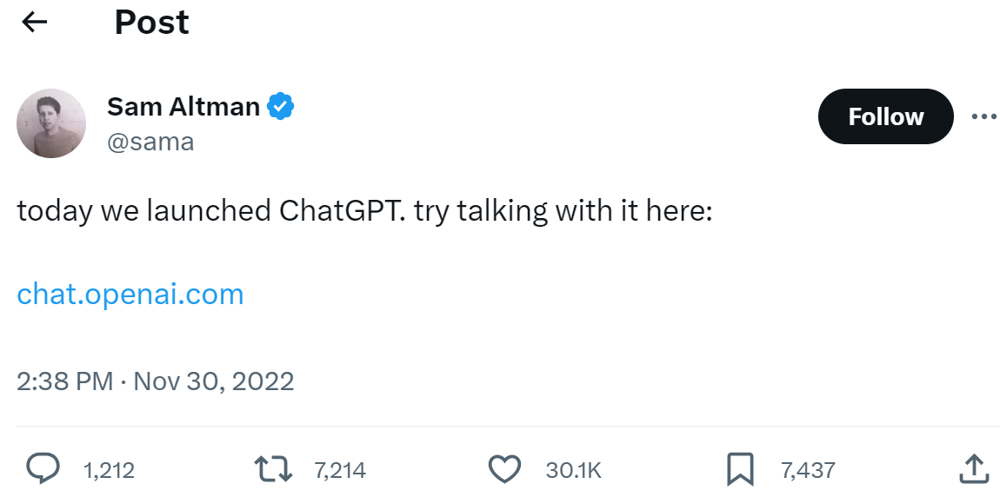 Post
Sam Altman
@sama
Follow
today we launched ChatGPT. try talking with it here:
chat.openai.com
2:38 PM · Nov 30, 2022
1,212 7,214 30.1K 7,437